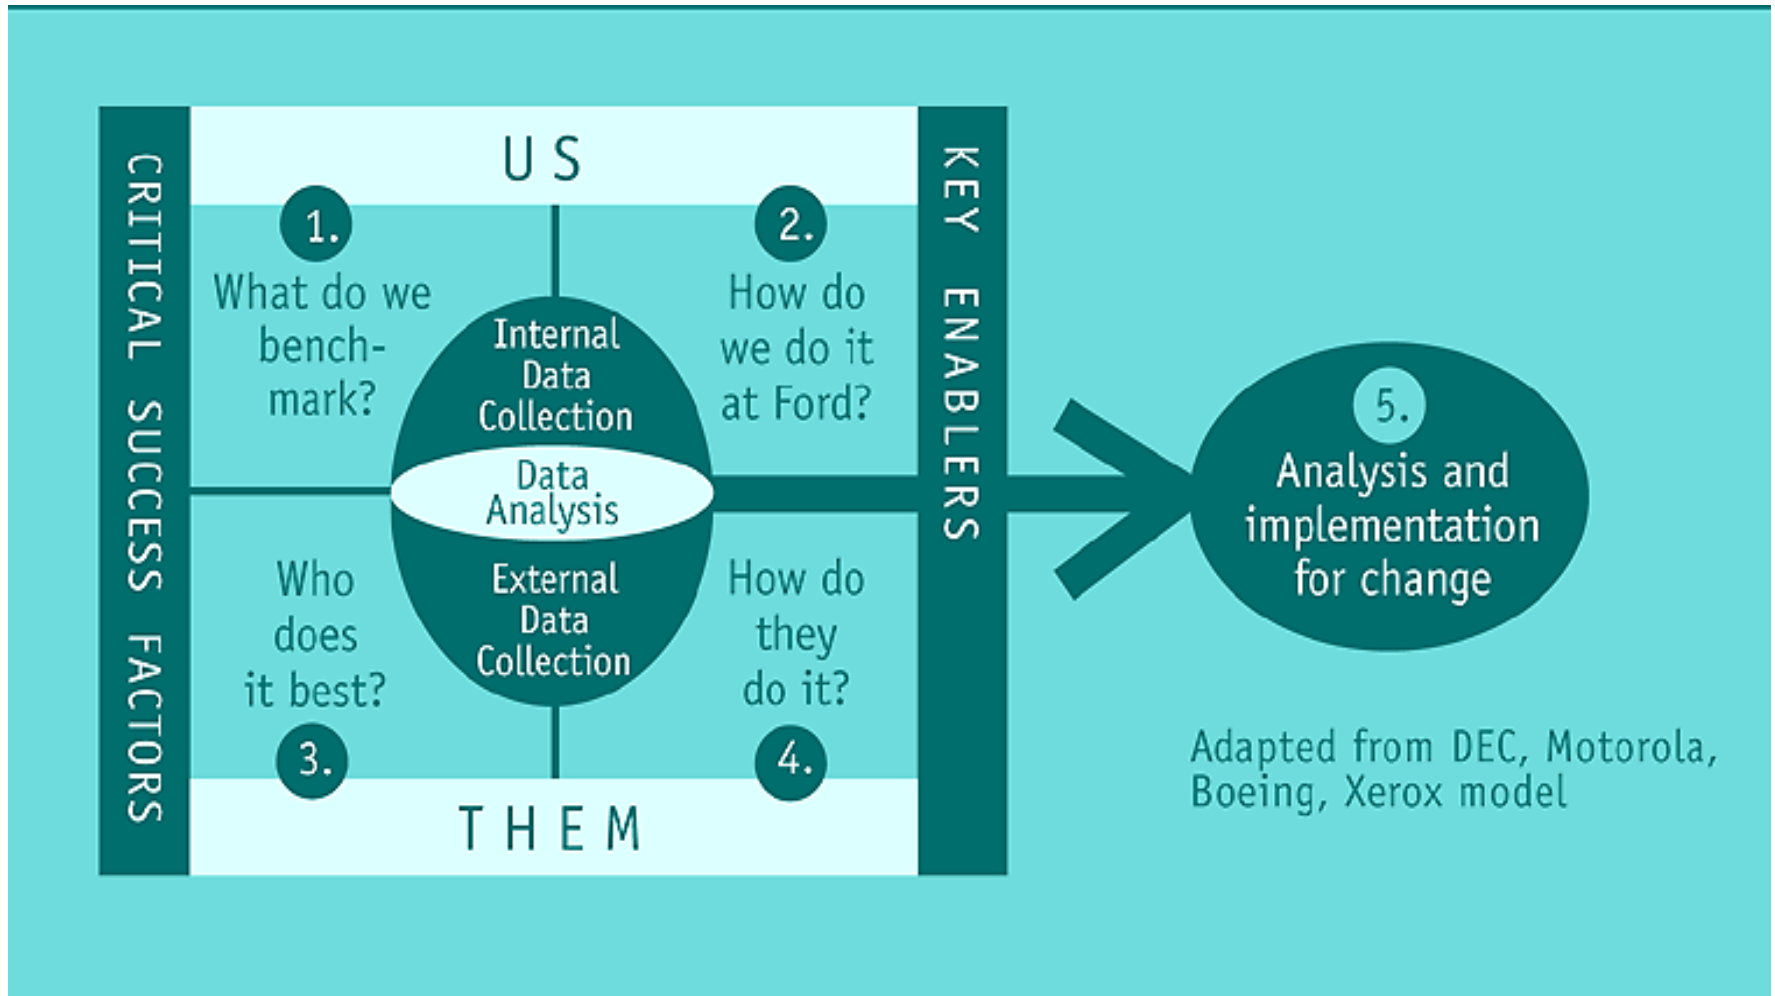 CRITICAL SUCCESS FACTORS
US
1.
What do we
bench-
mark?
2.
How do
we do it
at Ford?
Internal
Data
Collection
Data
Analysis
External
Data
Collection
Who
does
it best?
3.
How do
they
do it?
4.
THEM
KEY ENABLERS
5.
Analysis and
implementation
for change
Adapted from DEC, Motorola,
Boeing, Xerox model